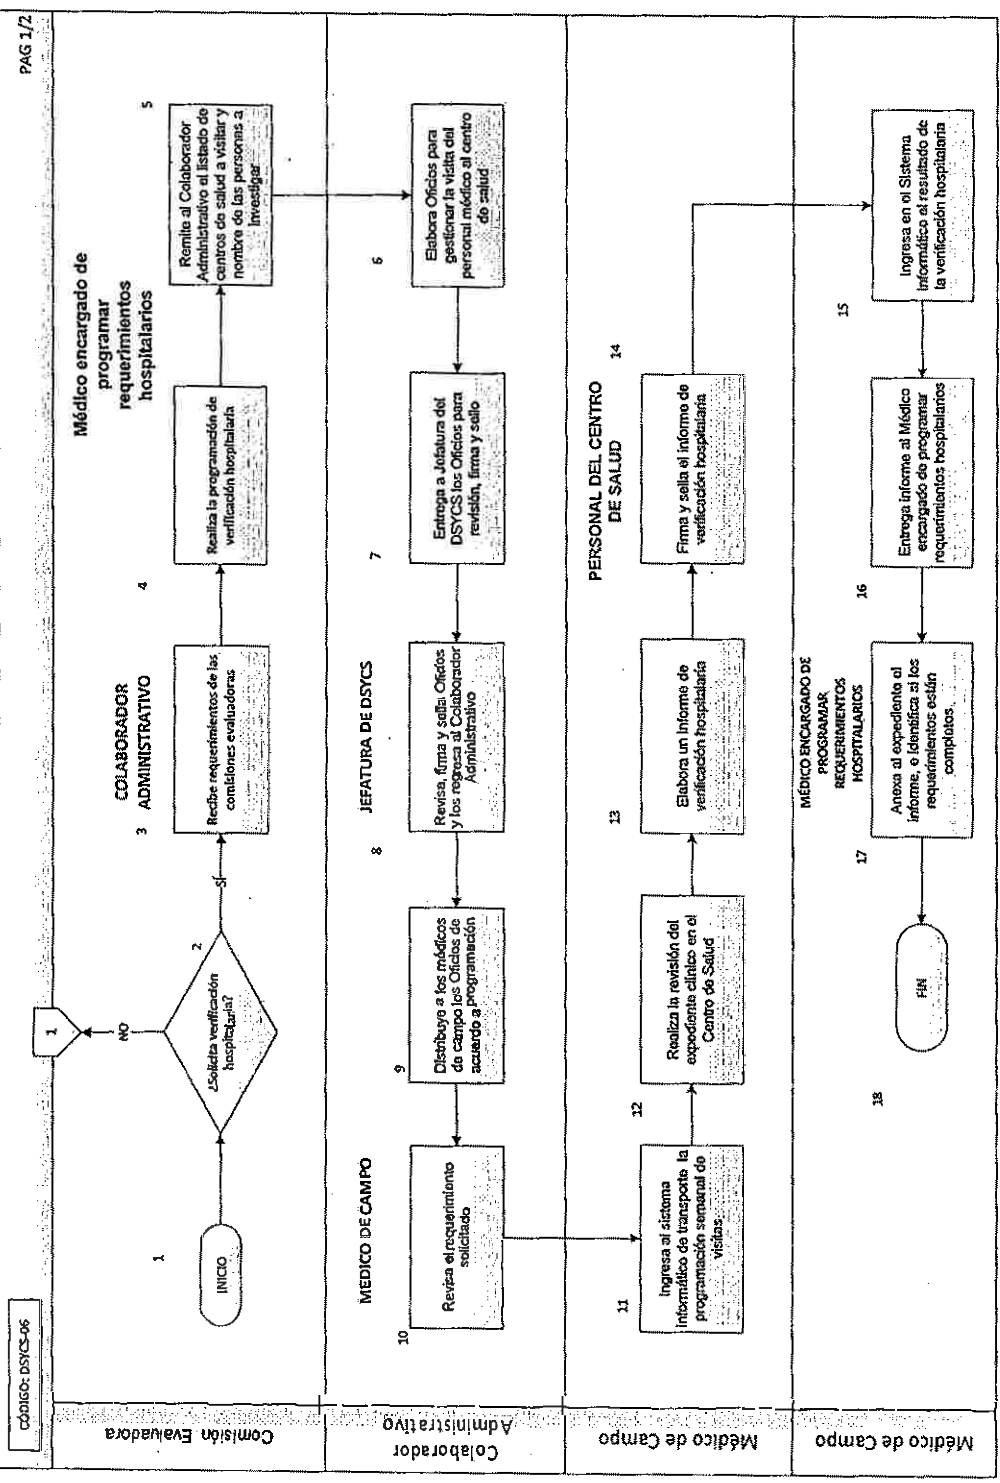 CÓDIGO: DSYCS-06
PAG 1/2
Comisión Evaluadora
1
INICIO
2
¿Solicita verificación
hospitalaria?
NO
1
SÍ
COLABORADOR
ADMINISTRATIVO
3
Recibe requerimientos de las
comisiones evaluadoras
4
Realiza la programación de
verificación hospitalaria
Médico encargado de
programar
requerimientos
hospitalarios
5
Remite al Colaborador
Administrativo el listado de
centros de salud a visitar y
nombre de las personas a
investigar
Colaborador
Administrativo
6
Elabora Oficios para
gestionar la visita del
personal médico al centro
de salud
7
Entrega a Jefatura del
DSYCS los Oficios para
revisión, firma y sello
JEFATURA DE DSYCS
8
Revisa, firma y sella Oficios
y los regresa al Colaborador
Administrativo
9
Distribuye a los médicos
de campo los Oficios de
acuerdo a programación
MEDICO DE CAMPO
10
Revisa el requerimiento
solicitado
Médico de Campo
11
Ingresa al sistema
informático de transporte la
programación semanal de
visitas
12
Realiza la revisión del
expediente clínico en el
Centro de Salud
13
Elabora un Informe de
verificación hospitalaria
PERSONAL DEL CENTRO
DE SALUD
14
Firma y sella el informe de
verificación hospitalaria
Médico de Campo
15
Ingresa en el Sistema
Informático el resultado de
la verificación hospitalaria
16
Entrega informe al Médico
encargado de programar
requerimientos hospitalarios
MÉDICO ENCARGADO DE
PROGRAMAR
REQUERIMIENTOS
HOSPITALARIOS
17
Anexa al expediente el
informe, e identifica si los
requerimientos están
completos
18
FIN